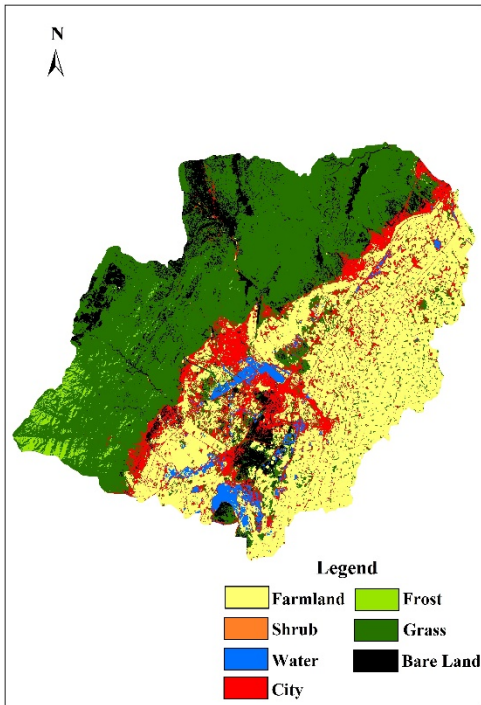 N
Legend
Farmland Frost
Shrub Grass
Water Bare Land
City